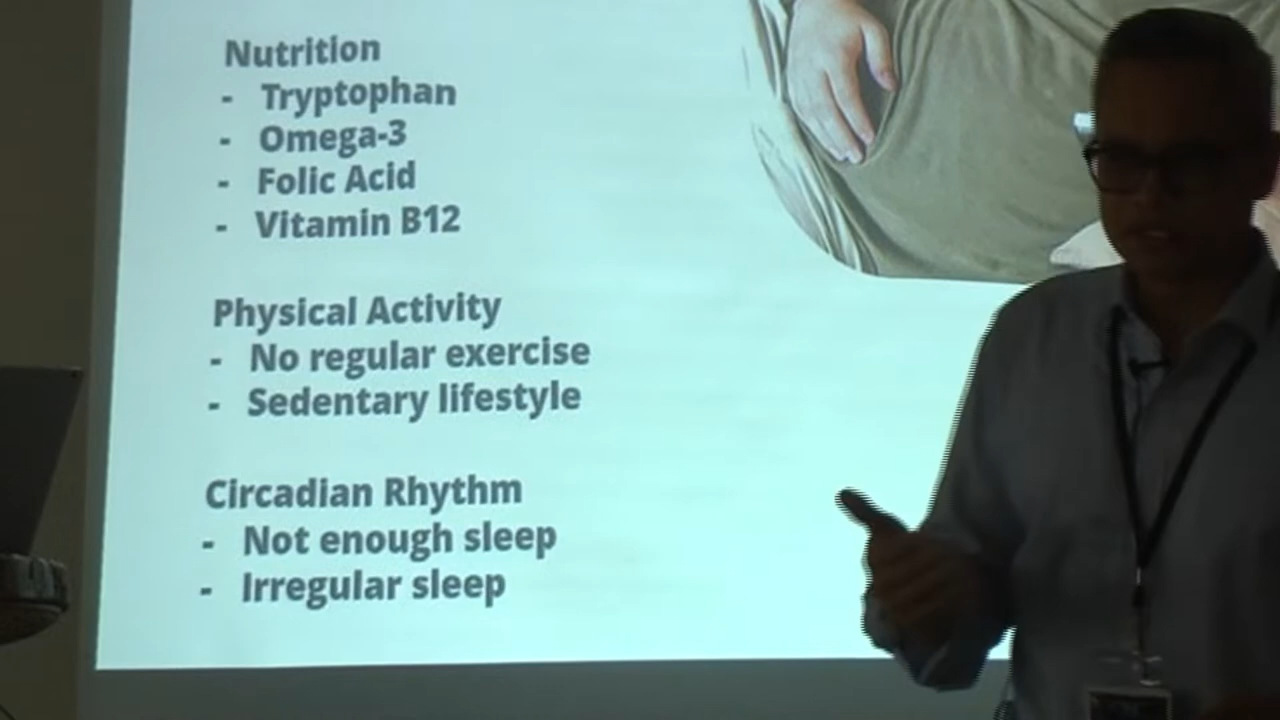 Nutrition
- Tryptophan
- Omega-3
- Folic Acid
- Vitamin B12
Physical Activity
- No regular exercise
- Sedentary lifestyle
Circadian Rhythm
- Not enough sleep
- Irregular sleep